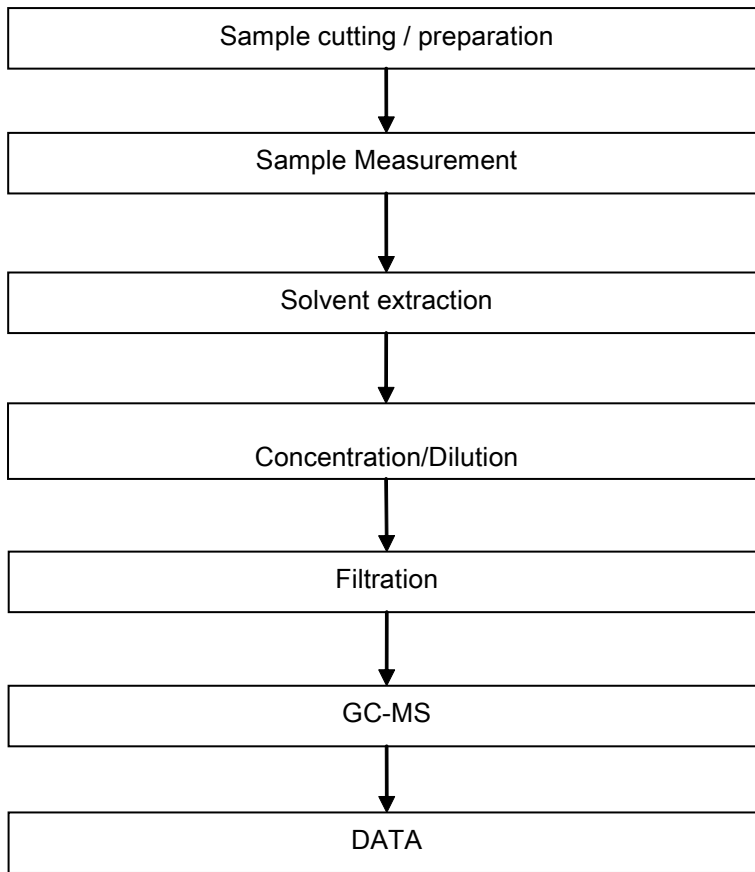 Sample cutting / preparation
Sample Measurement
Solvent extraction
Concentration/Dilution
Filtration
GC-MS
DATA